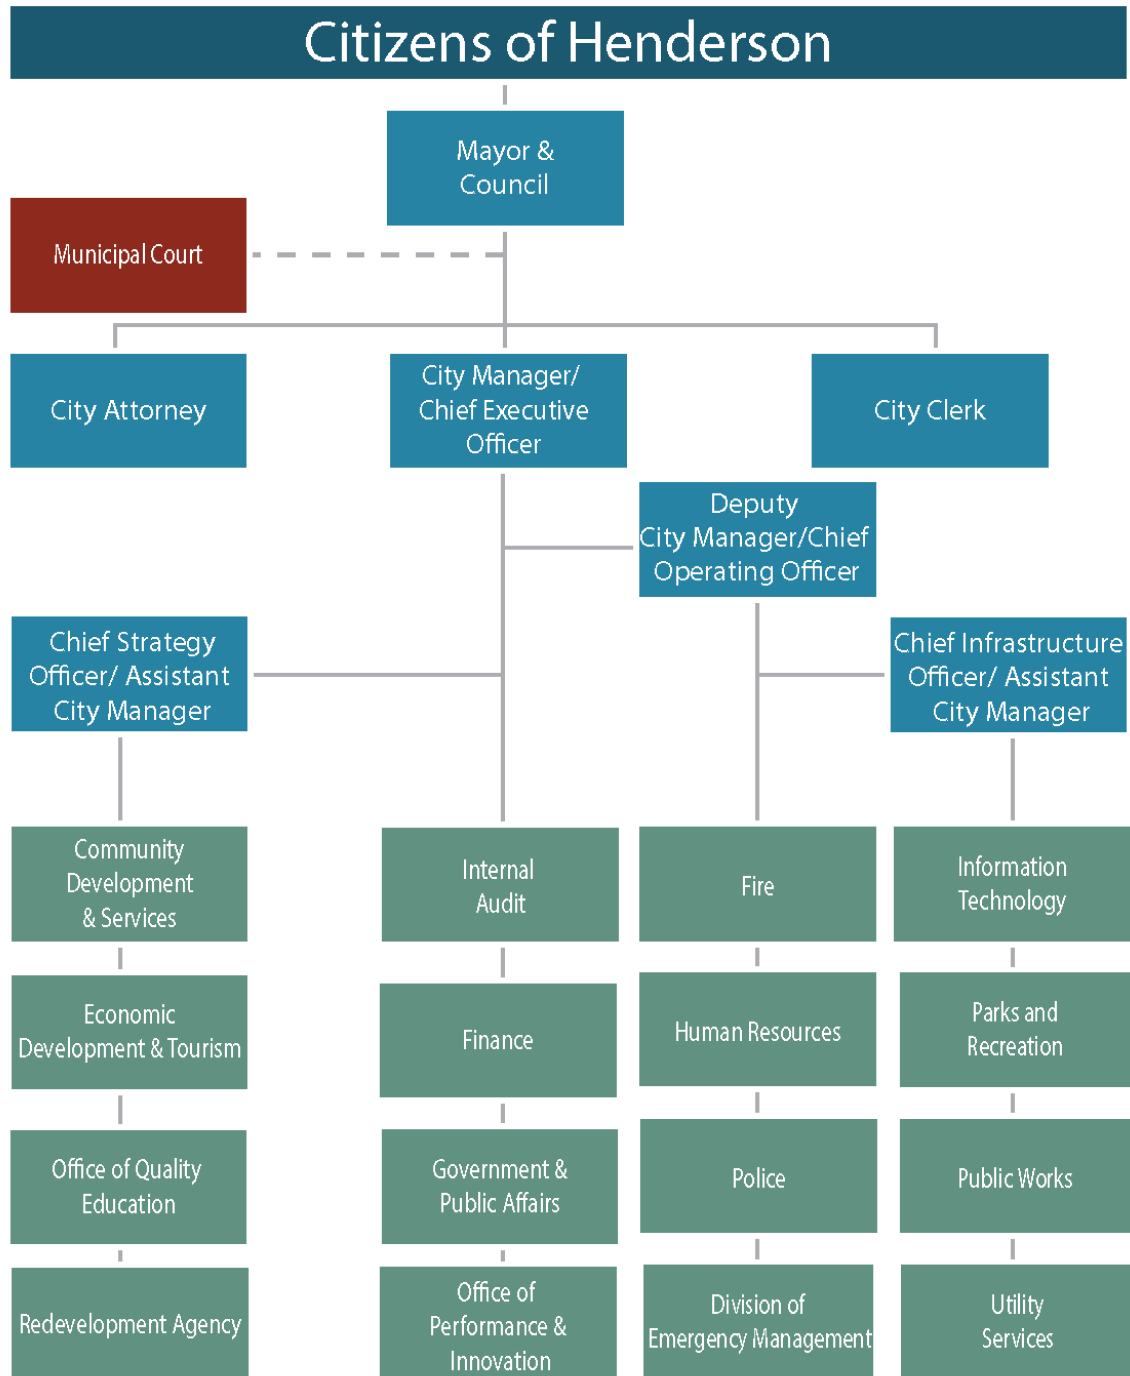 Citizens of Henderson
Mayor &
Council
Municipal Court
City Attorney
City Manager/
Chief Executive
Officer
City Clerk
Deputy
City Manager/Chief
Operating Officer
Chief Strategy
Officer/ Assistant
City Manager
Chief Infrastructure
Officer/ Assistant
City Manager
Community
Development
& Services
Internal
Audit
Fire
Information
Technology
Economic
Development & Tourism
Finance
Human Resources
Parks and
Recreation
Office of Quality
Education
Government &
Public Affairs
Police
Public Works
Redevelopment Agency
Office of
Performance &
Innovation
Division of
Emergency Management
Utility
Services